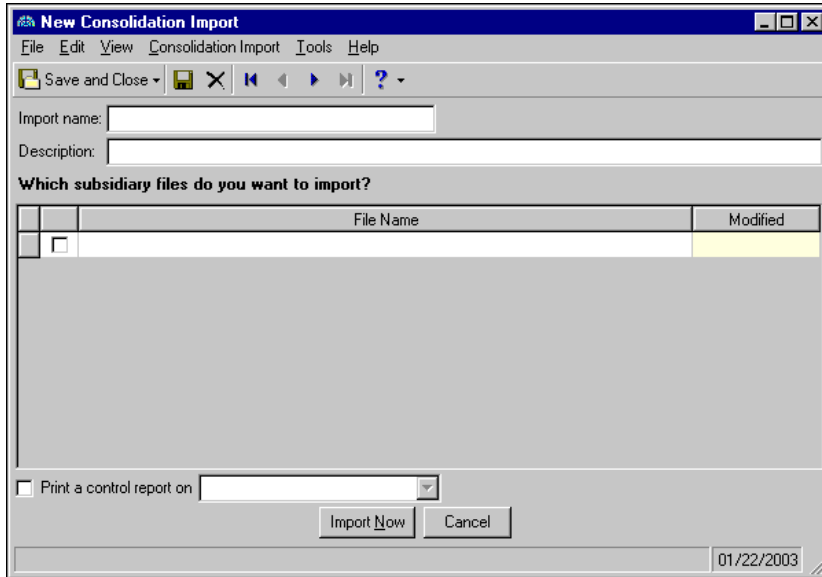 New Consolidation Import
File Edit View Consolidation Import Tools Help
Save and Close ?
Import name:
Description:
Which subsidiary files do you want to import?
File Name Modified
Print a control report on
Import Now Cancel
01/22/2003